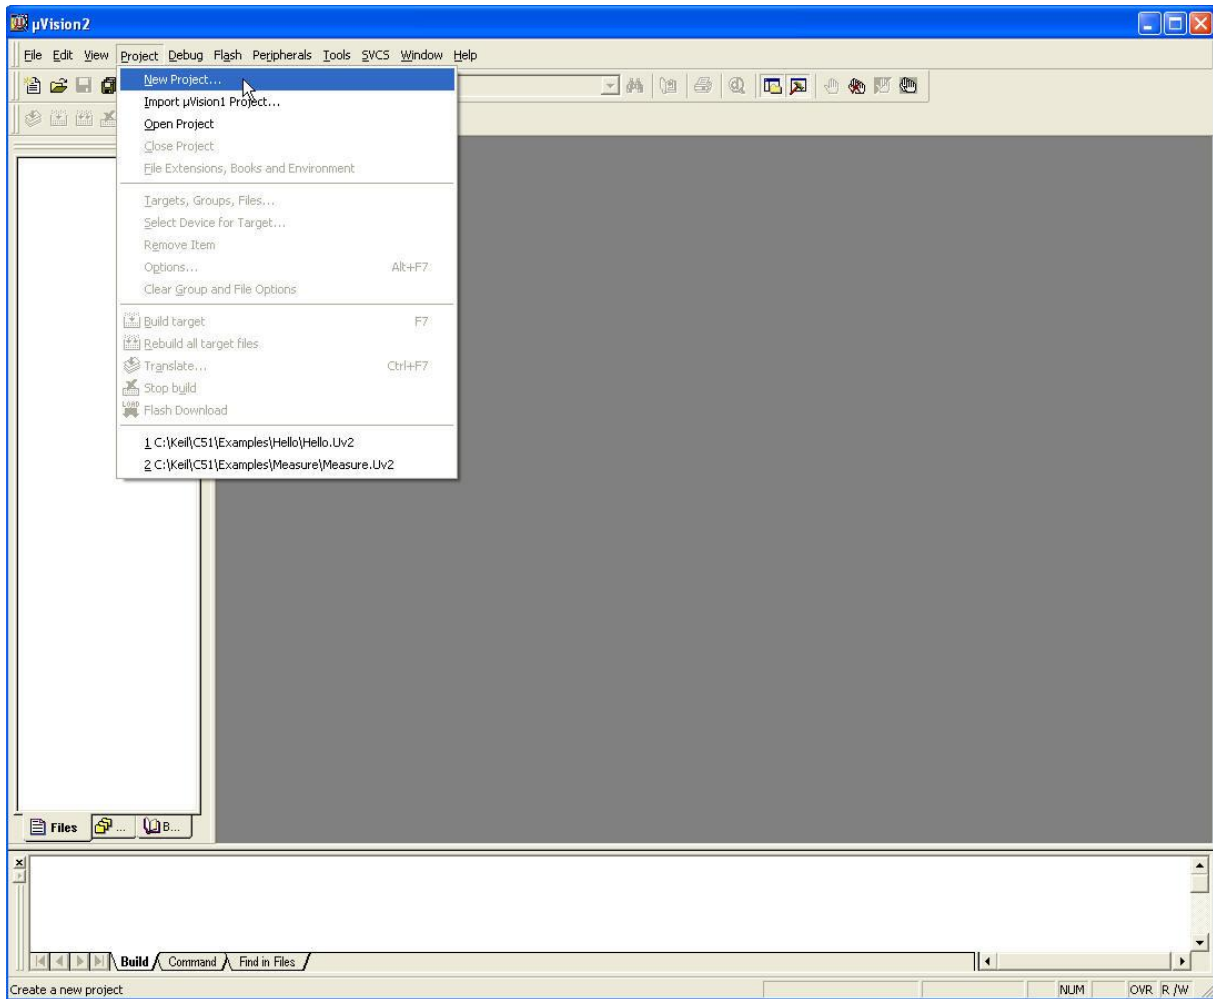 µVision2
File Edit View Project Debug Flash Peripherals Tools SVCS Window Help
New Project...
Import µVision1 Project...
Open Project
Close Project
File Extensions, Books and Environment
Targets, Groups, Files...
Select Device for Target...
Remove Item
Options... Alt+F7
Clear Group and File Options
Build target F7
Rebuild all target files
Translate... Ctrl+F7
Stop build
LOAD Flash Download
1 C:\Keil\C51\Examples\Hello\Hello.Uv2
2 C:\Keil\C51\Examples\Measure\Measure.Uv2
Files ... B...
Build Command Find in Files
Create a new project NUM OVR R/W